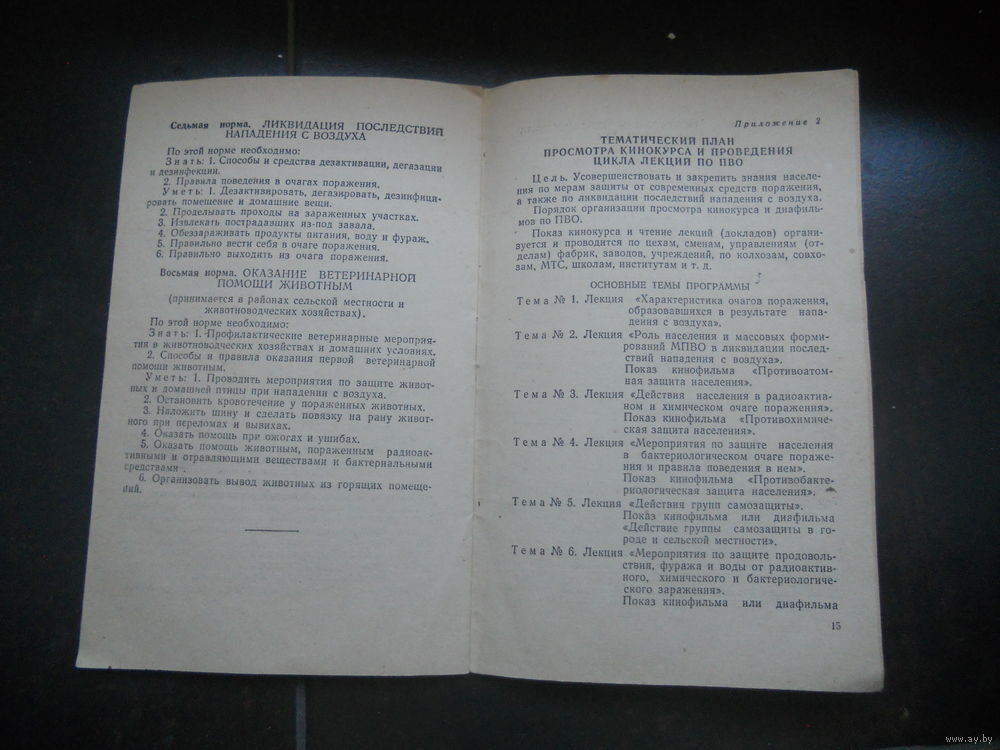 Седьмая норма. ЛИКВИДАЦИЯ ПОСЛЕДСТВИЙ
НАПАДЕНИЯ С ВОЗДУХА
По этой норме необходимо:
Знать: 1. Способы и средства дезактивации, дегазации
и дезинфекции.
2. Правила поведения в очагах поражения.
Уметь: 1. Дезактивировать, дегазировать, дезинфици-
ровать помещение и домашние вещи.
2. Проделывать проходы на зараженных участках.
3. Извлекать пострадавших из-под завала.
4. Обеззараживать продукты питания, воду и фураж.
5. Правильно вести себя в очаге поражения.
6. Правильно выходить из очага поражения.
Восьмая норма. ОКАЗАНИЕ ВЕТЕРИНАРНОЙ
ПОМОЩИ ЖИВОТНЫМ
(принимается в районах сельской местности и
животноводческих хозяйствах).
По этой норме необходимо:
Знать: 1. Профилактические ветеринарные мероприя-
тия в животноводческих хозяйствах и домашних условиях.
2. Способы и правила оказания первой ветеринарной
помощи животным.
Уметь: 1. Проводить мероприятия по защите живот-
ных и домашней птицы при нападении с воздуха.
2. Остановить кровотечение у пораженных животных.
3. Наложить шину и сделать повязку на рану живот-
ного при переломах и вывихах.
4. Оказать помощь при ожогах и ушибах.
5. Оказать помощь животным, пораженным радиоак-
тивными и отравляющими веществами и бактериальными
средствами.
6. Организовать вывод животных из горящих помеще-
ний.
Приложение 2
ТЕМАТИЧЕСКИЙ ПЛАН
ПРОСМОТРА КИНОКУРСА И ПРОВЕДЕНИЯ
ЦИКЛА ЛЕКЦИЙ ПО ПВО
Цель. Усовершенствовать и закрепить знания населе-
ния по мерам защиты от современных средств поражения,
а также по ликвидации последствий нападения с воздуха.
Порядок организации просмотра кинокурса и диафиль-
мов по ПВО.
Показ кинокурса и чтение лекций (докладов) органи-
зуется и проводится по цехам, сменам, управлениям (от-
делам) фабрик, заводов, учреждений, по колхозам, совхо-
зам, МТС, школам, институтам и т. д.
ОСНОВНЫЕ ТЕМЫ ПРОГРАММЫ
Тема № 1. Лекция «Характеристика очагов поражения,
образовавшихся в результате напа-
дения с воздуха».
Тема № 2. Лекция «Роль населения и массовых форми-
рований МПВО в ликвидации послед-
ствий нападения с воздуха».
Показ кинофильма «Противоатом-
ная защита населения».
Тема № 3. Лекция «Действия населения в радиоактив-
ном и химическом очаге поражения».
Показ кинофильма «Противохимиче-
ская защита населения».
Тема № 4. Лекция «Мероприятия по защите населения
в бактериологическом очаге пораже-
ния и правила поведения в нем».
Показ кинофильма «Противобакте-
риологическая защита населения».
Тема № 5. Лекция «Действия групп самозащиты».
Показ кинофильма или диафильма
«Действие группы самозащиты в го-
роде и сельской местности».
Тема № 6. Лекция «Мероприятия по защите продоволь-
ствия, фуража и воды от радиоактив-
ного, химического и бактериологиче-
ского заражения».
Показ кинофильма или диафильма
15
www.ay.by